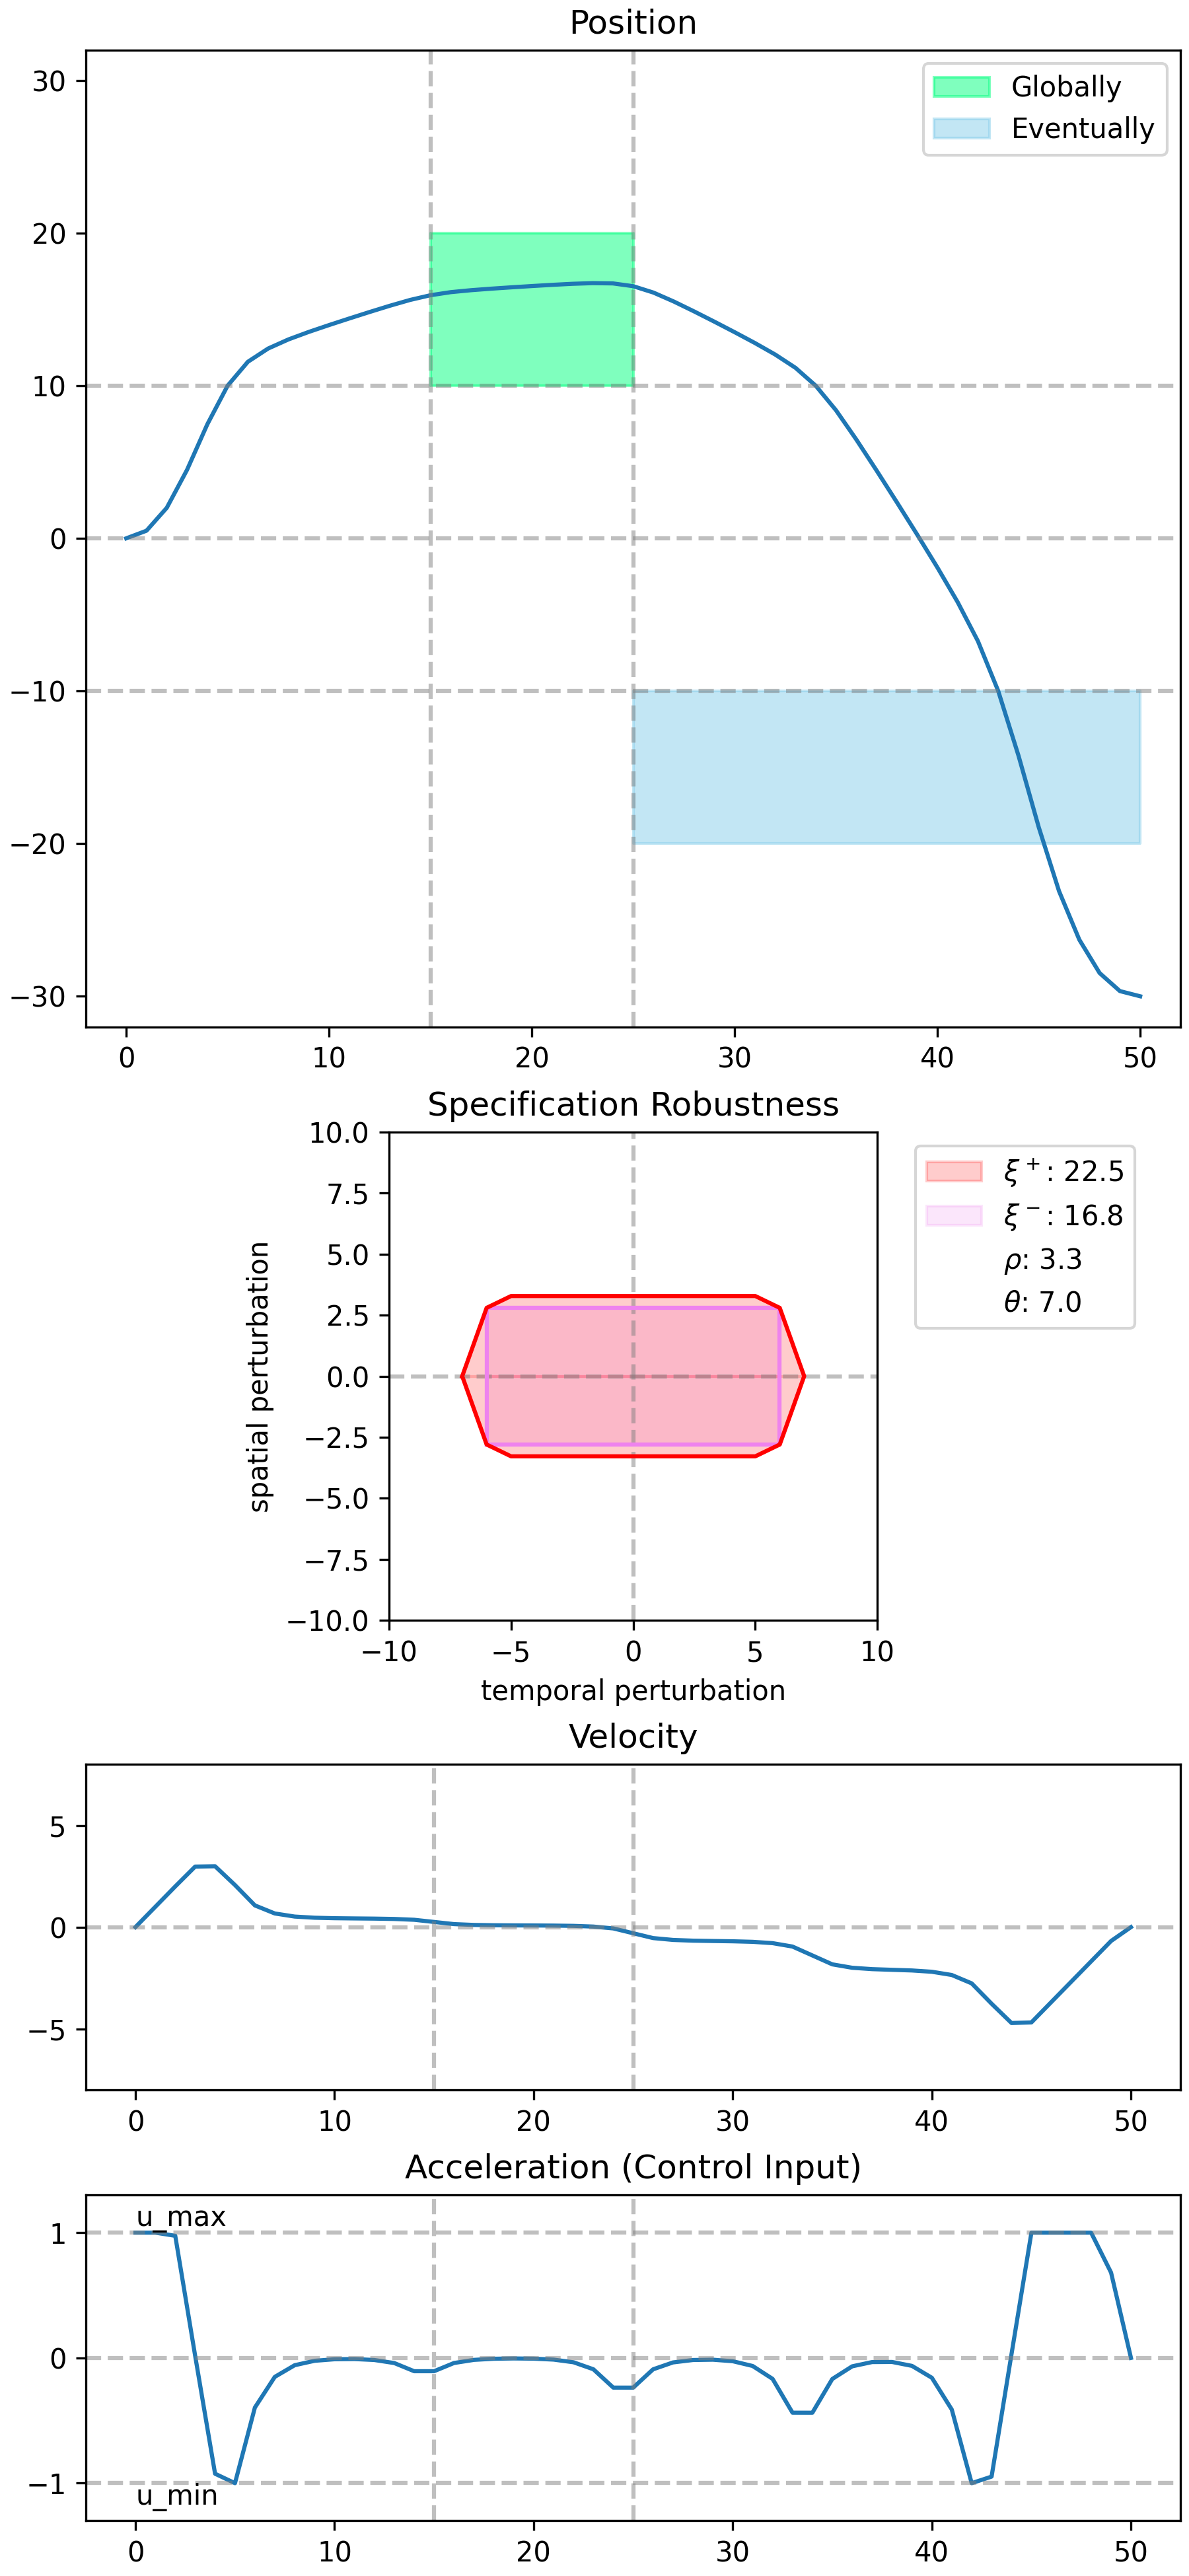 Position
30
20
10
0
−10
−20
−30
Globally
Eventually
0 10 20 30 40 50
Specification Robustness
10.0
7.5
5.0
2.5
0.0
−2.5
−5.0
−7.5
−10.0
spatial perturbation
ξ⁺: 22.5
ξ⁻: 16.8
ρ: 3.3
θ: 7.0
−10 −5 0 5 10
temporal perturbation
Velocity
5
0
−5
0 10 20 30 40 50
Acceleration (Control Input)
u_max
1
0
−1
u_min
0 10 20 30 40 50